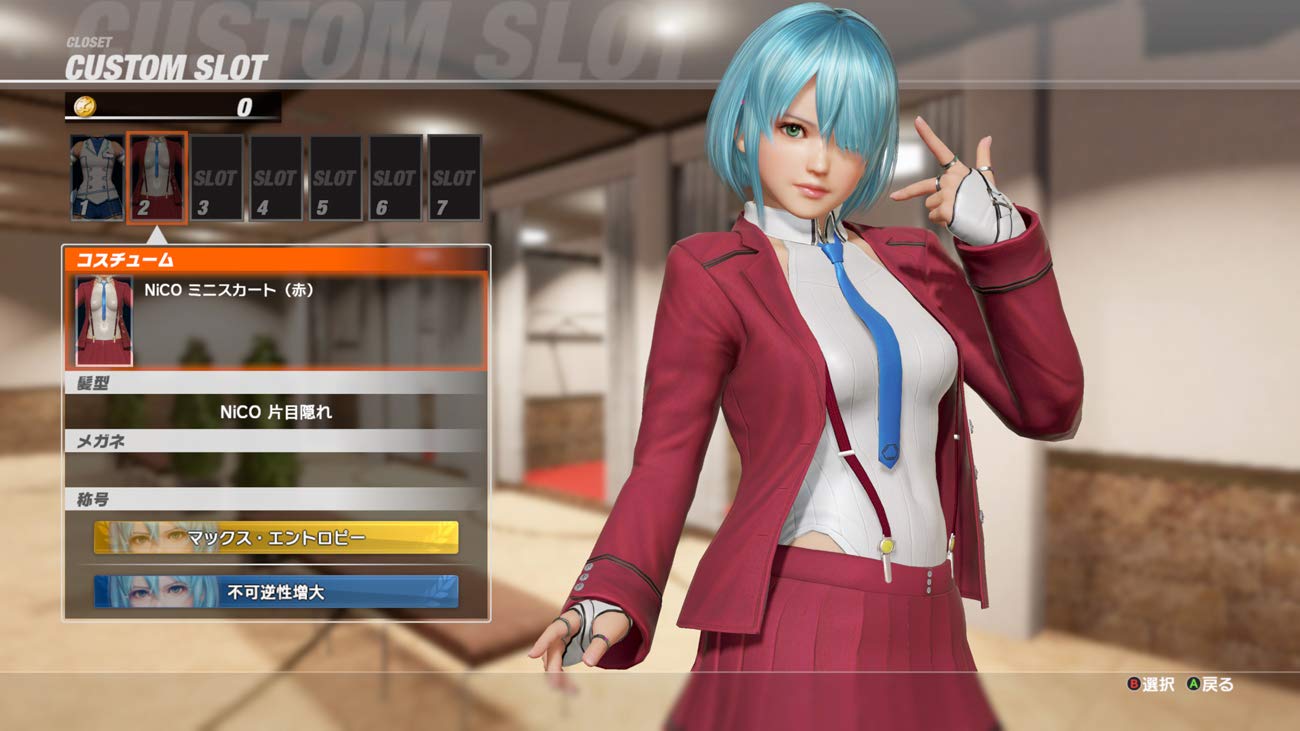 CUSTOM SLOT
CLOSET
CUSTOM SLOT
0
1
2
SLOT 3
SLOT 4
SLOT 5
SLOT 6
SLOT 7
コスチューム
NiCO ミニスカート（赤）
髪型
NiCO 片目隠れ
メガネ
称号
マックス・エントロピー
不可逆性増大
B選択 A戻る